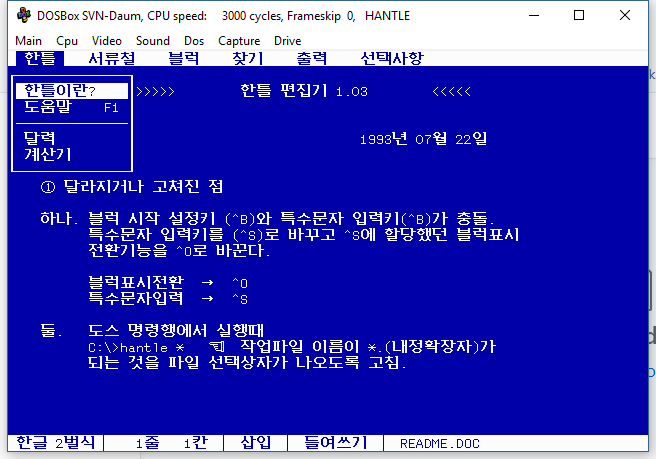 DOSBox SVN-Daum, CPU speed: 3000 cycles, Frameskip 0, HANTLE
Main Cpu Video Sound Dos Capture Drive
한틀 서류철 블럭 찾기 출력 선택사항
한틀이란?
도움말 F1
달력
계산기
>>>>> 한틀 편집기 1.03 <<<<<
1993년 07월 22일
① 달라지거나 고쳐진 점
하나. 블럭 시작 설정키 (^B)와 특수문자 입력키(^B)가 충돌.
특수문자 입력키를 (^S)로 바꾸고 ^S에 할당했던 블럭표시
전환기능을 ^O로 바꾼다.
블럭표시전환 → ^O
특수문자입력 → ^S
둘. 도스 명령행에서 실행때
C:\>hantle * ☜ 작업파일 이름이 *.(내정확장자)가
되는 것을 파일 선택상자가 나오도록 고침.
한글 2벌식 1줄 1칸 삽입 들여쓰기 README.DOC